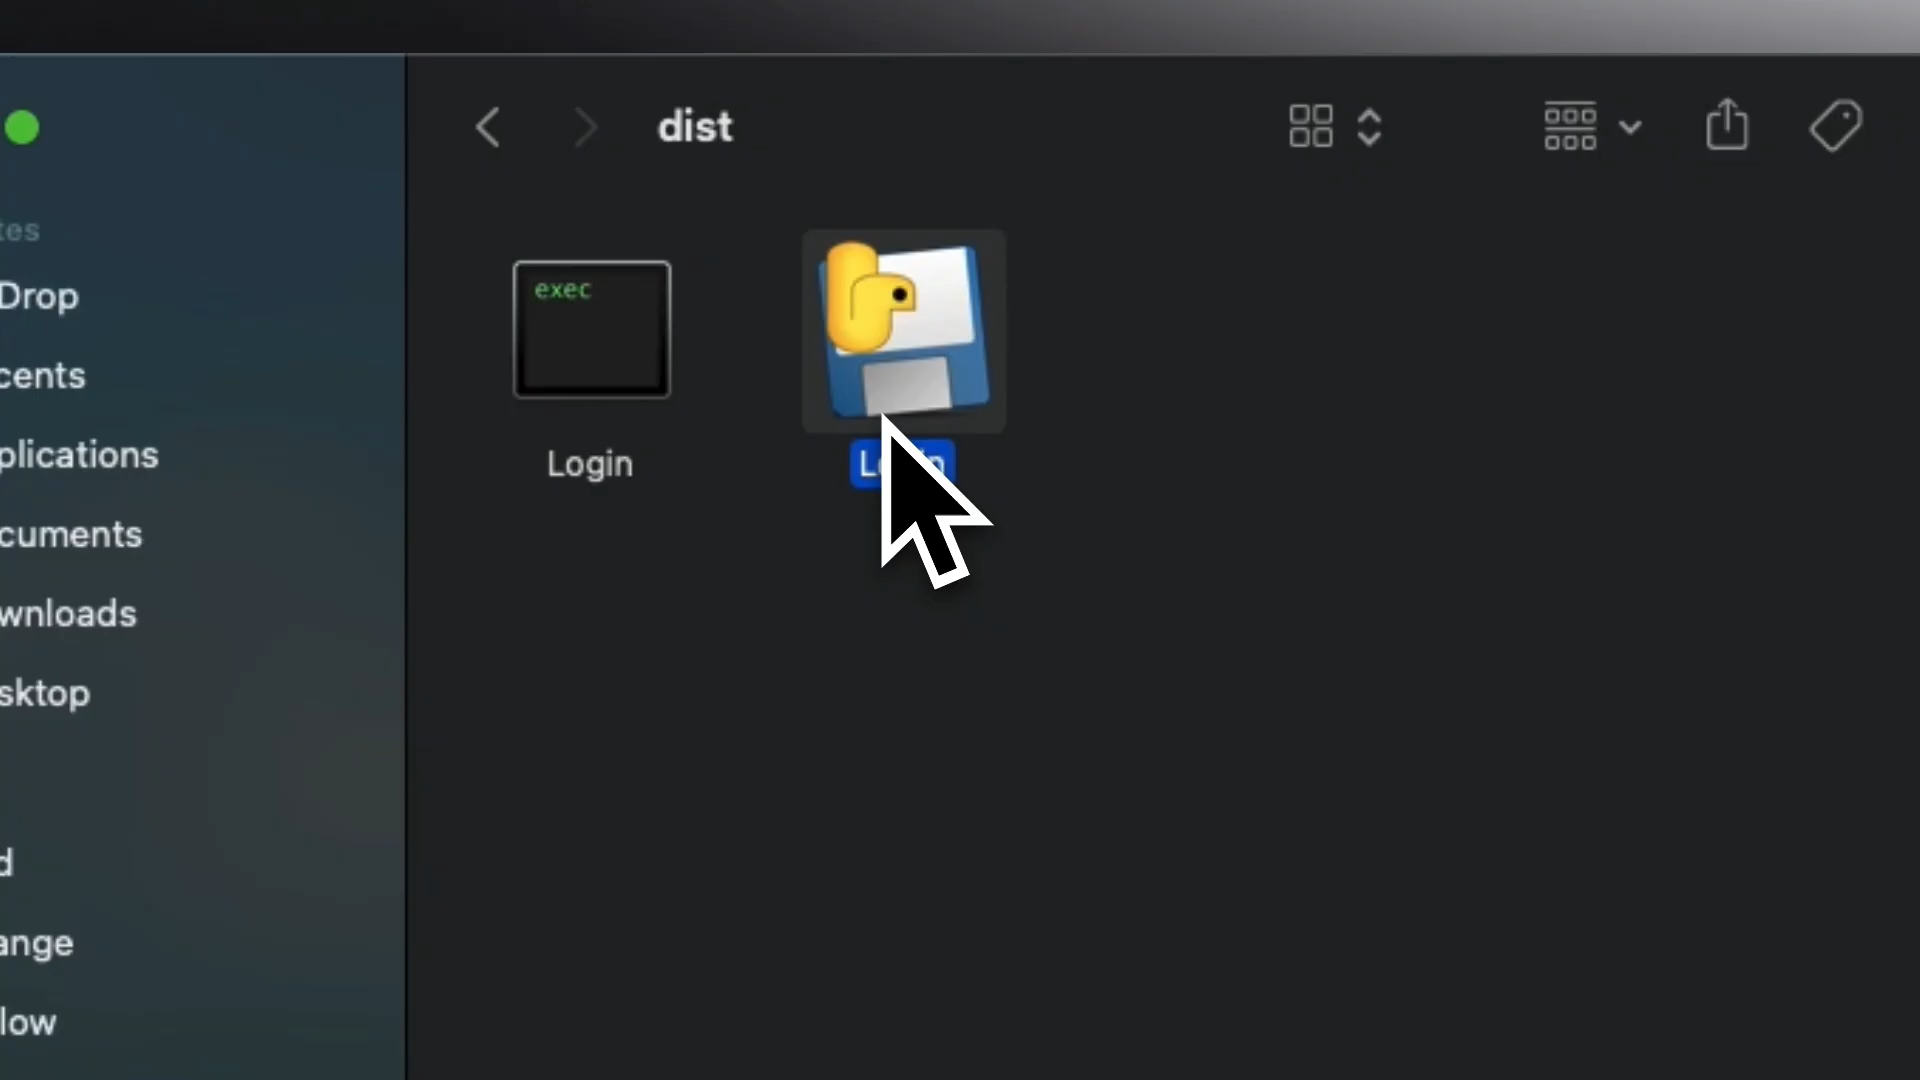 dist
tes
Drop
cents
plications
cuments
wnloads
sktop
d
ange
low
exec
Login